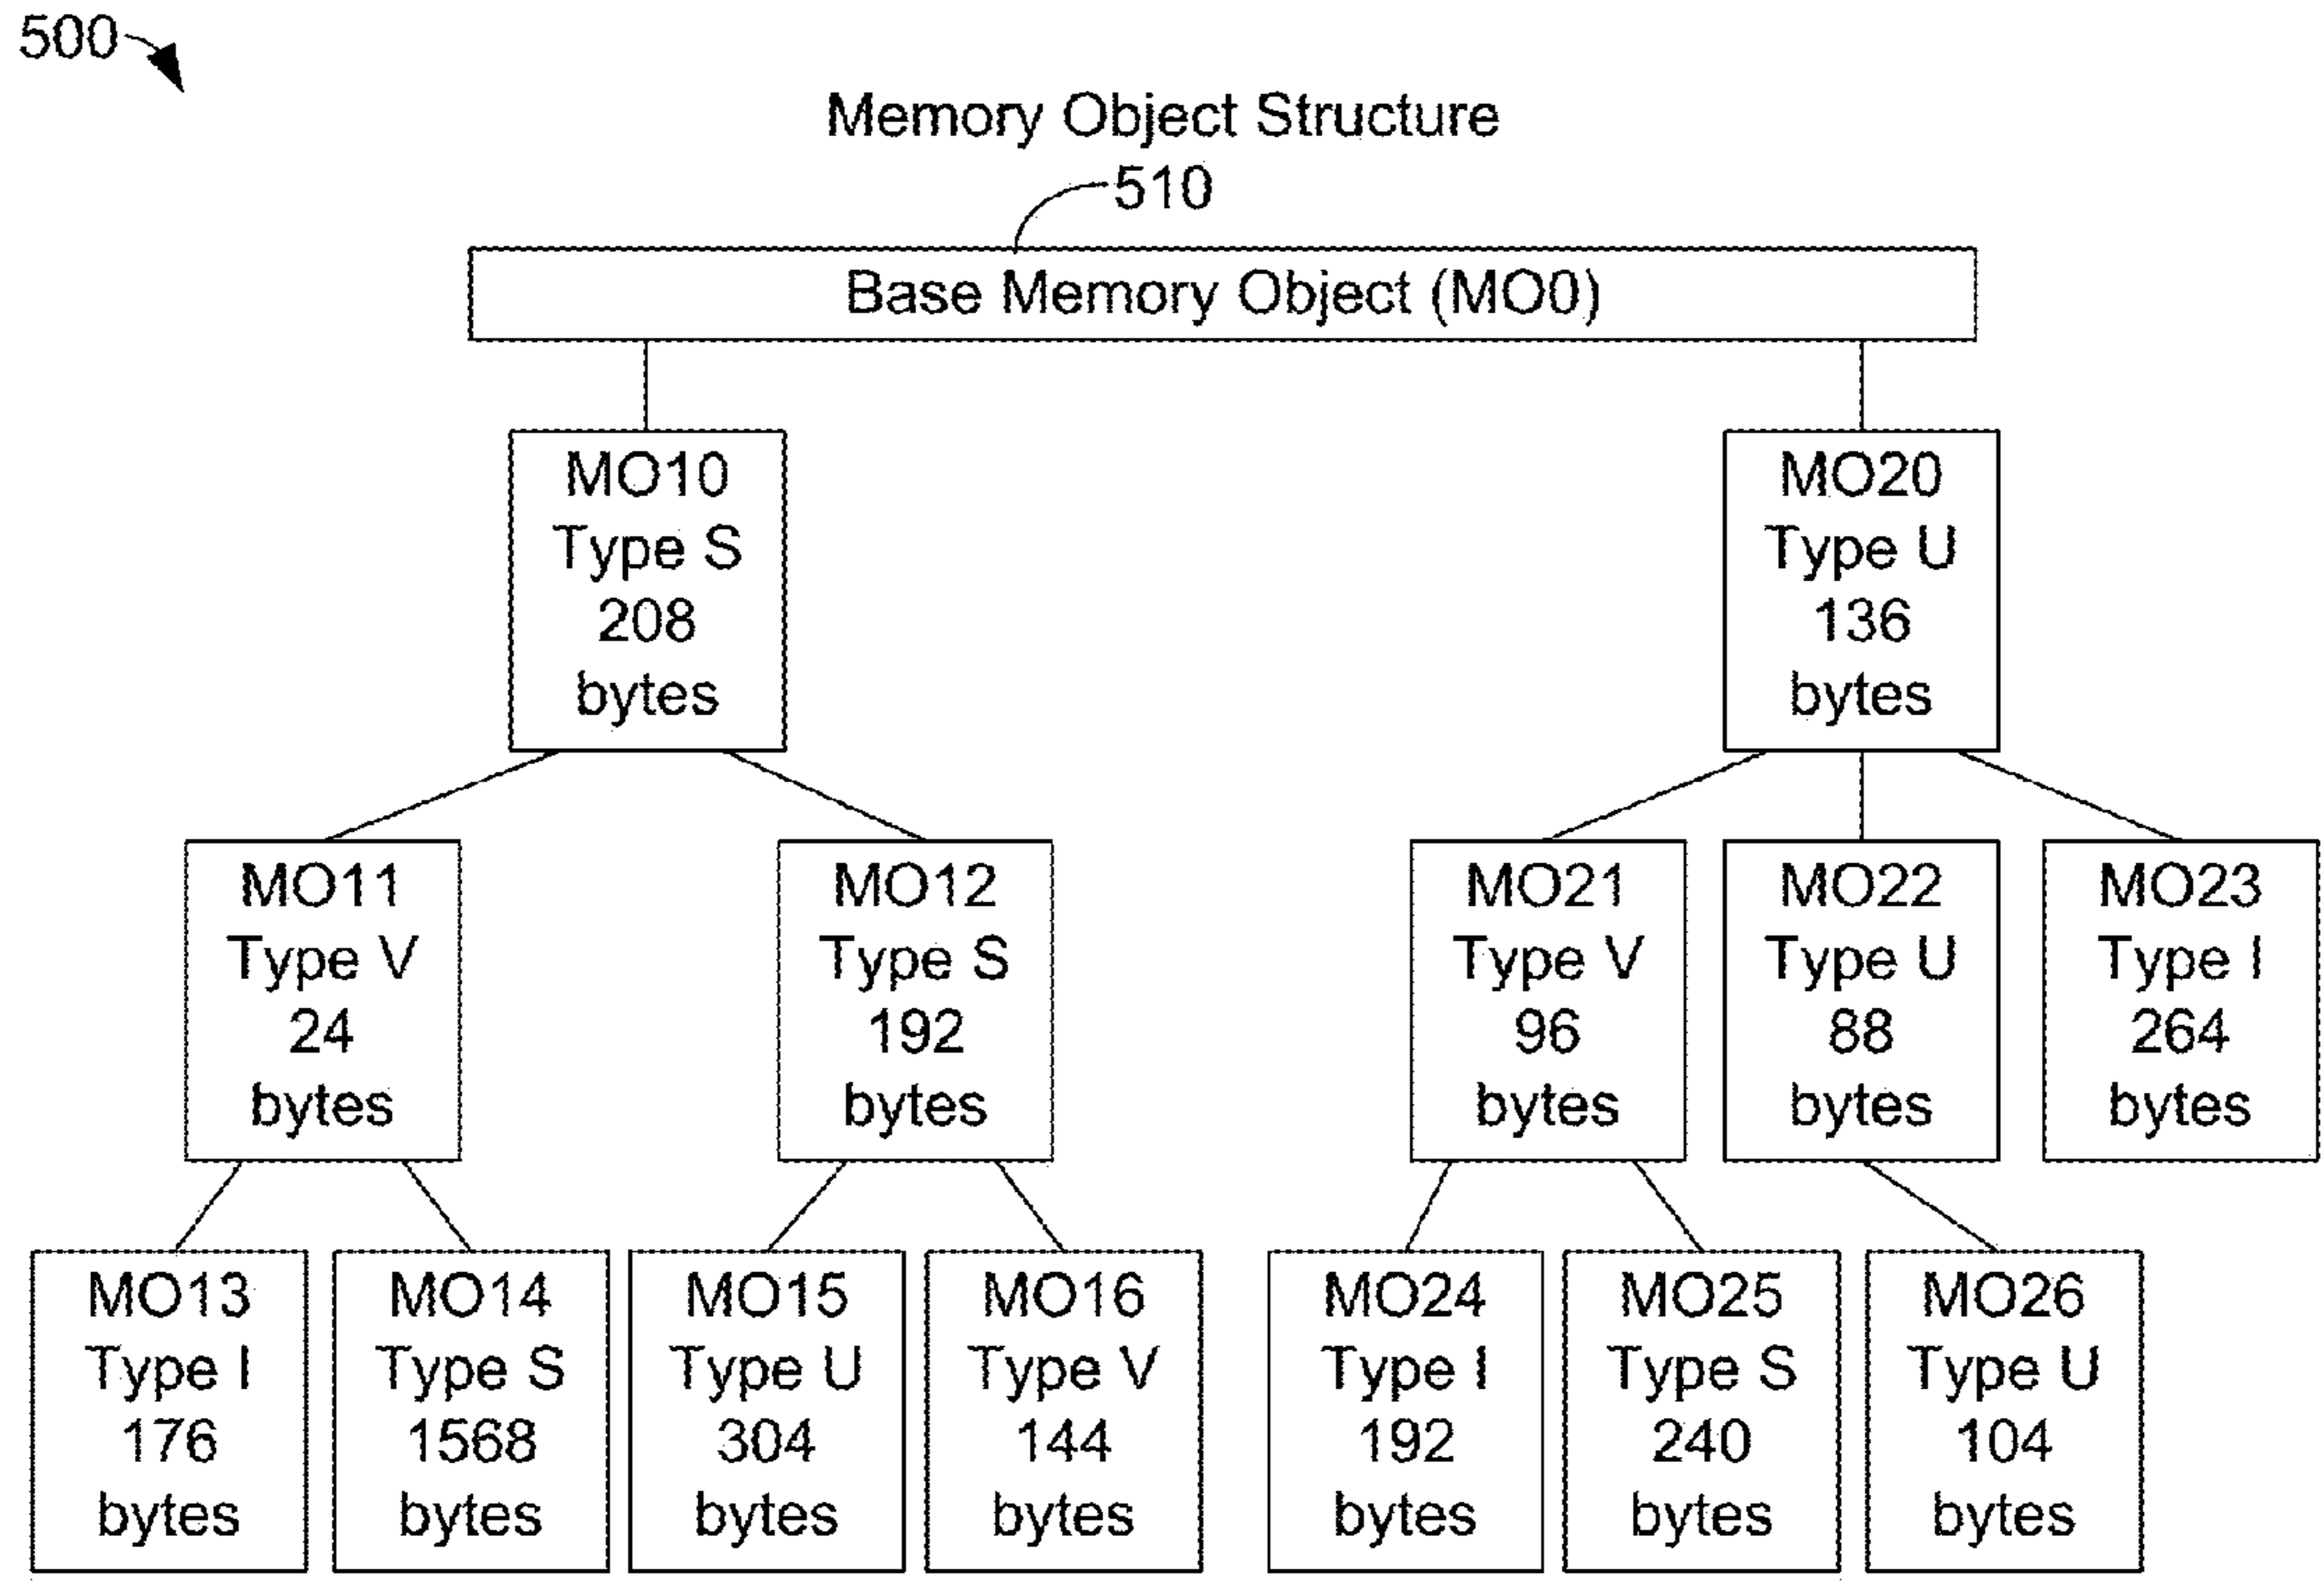 500
Memory Object Structure
510
Base Memory Object (MO0)
MO10
Type S
208
bytes
MO20
Type U
136
bytes
MO11
Type V
24
bytes
MO12
Type S
192
bytes
MO21
Type V
96
bytes
MO22
Type U
88
bytes
MO23
Type I
264
bytes
MO13
Type I
176
bytes
MO14
Type S
1568
bytes
MO15
Type U
304
bytes
MO16
Type V
144
bytes
MO24
Type I
192
bytes
MO25
Type S
240
bytes
MO26
Type U
104
bytes